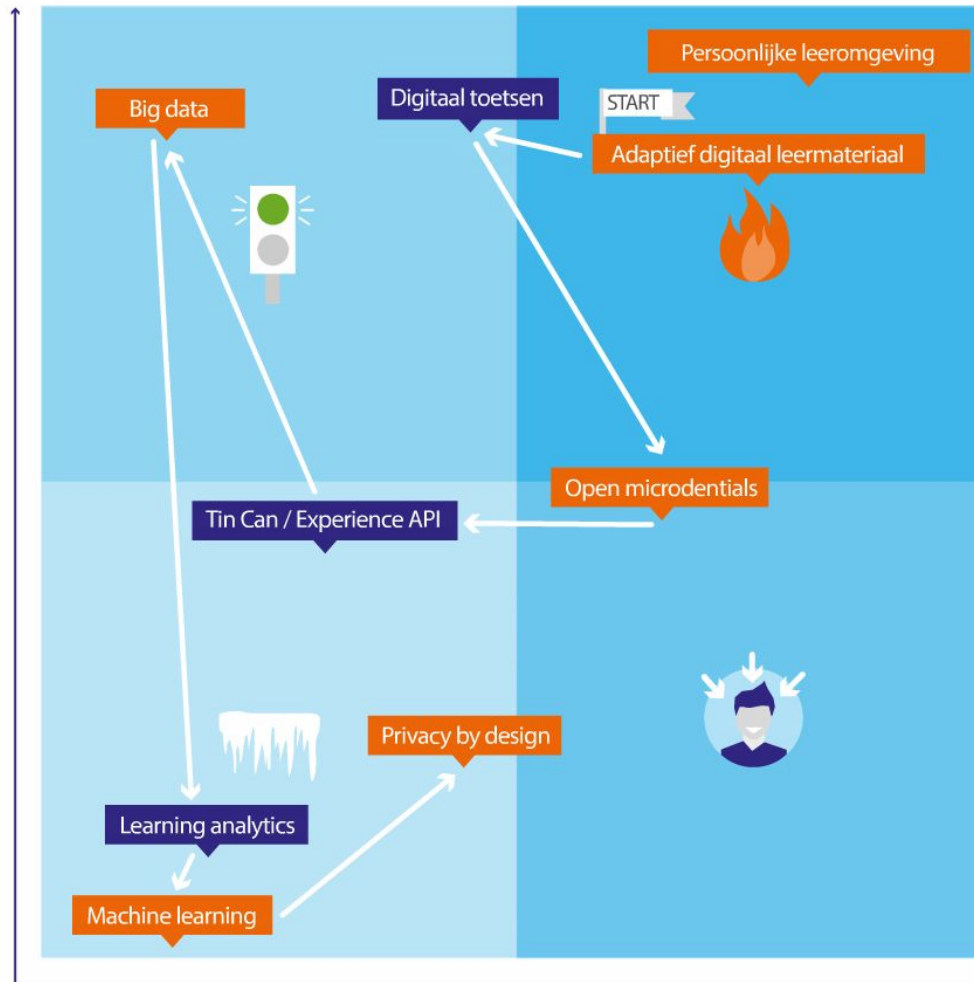 Persoonlijke leeromgeving
Big data
Digitaal toetsen
START
Adaptief digitaal leermateriaal
Open microdentials
Tin Can / Experience API
Privacy by design
Learning analytics
Machine learning